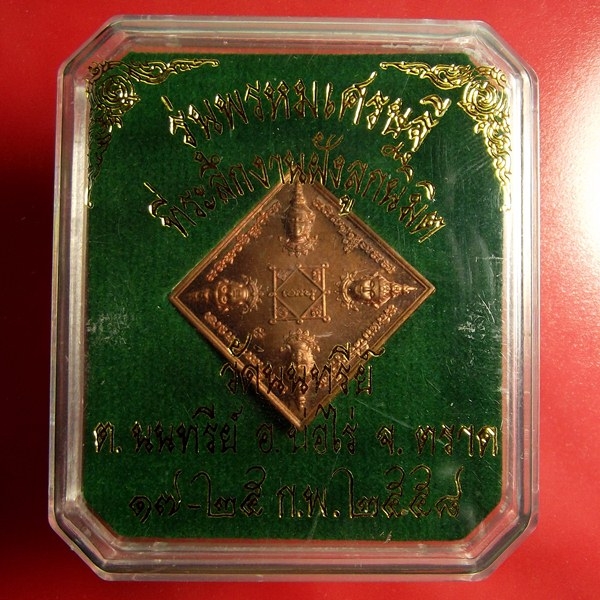 รุ่นพรหมเศรษฐี
ที่ระลึกงานฝังลูกนิมิต
วัดนนทรีย์
ต. นนทรีย์ อ. บ่อไร่ จ. ตราด
๑๗-๒๕ ก.พ. ๒๕๕๘